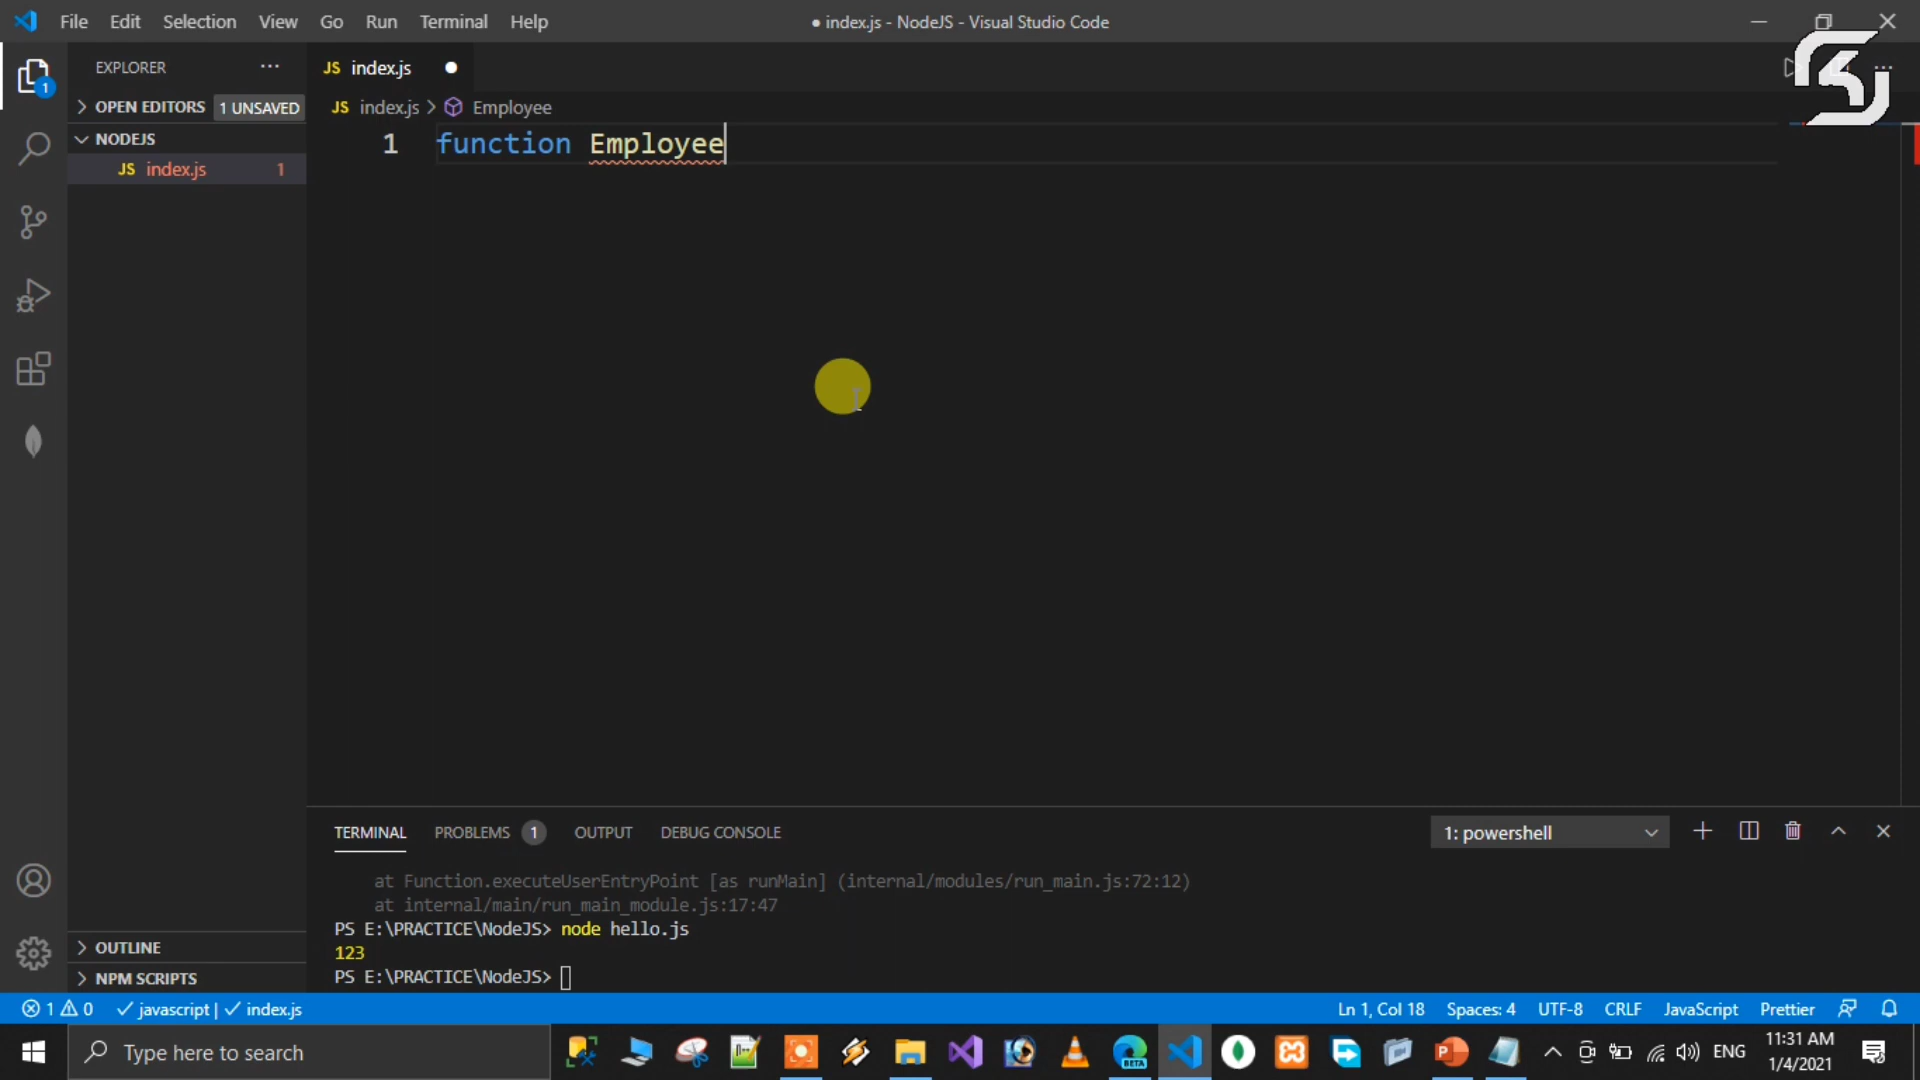 File Edit Selection View Go Run Terminal Help
● index.js - NodeJS - Visual Studio Code
EXPLORER
JS index.js ●
1
OPEN EDITORS 1 UNSAVED
JS index.js > Employee
NODEJS
JS index.js 1
1 function Employee
TERMINAL PROBLEMS 1 OUTPUT DEBUG CONSOLE
1: powershell
at Function.executeUserEntryPoint [as runMain] (internal/modules/run_main.js:72:12)
at internal/main/run_main_module.js:17:47
PS E:\PRACTICE\NodeJS> node hello.js
123
PS E:\PRACTICE\NodeJS>
OUTLINE
NPM SCRIPTS
1 0 javascript | index.js
Ln 1, Col 18 Spaces: 4 UTF-8 CRLF JavaScript Prettier
Type here to search
BETA
ENG
11:31 AM
1/4/2021